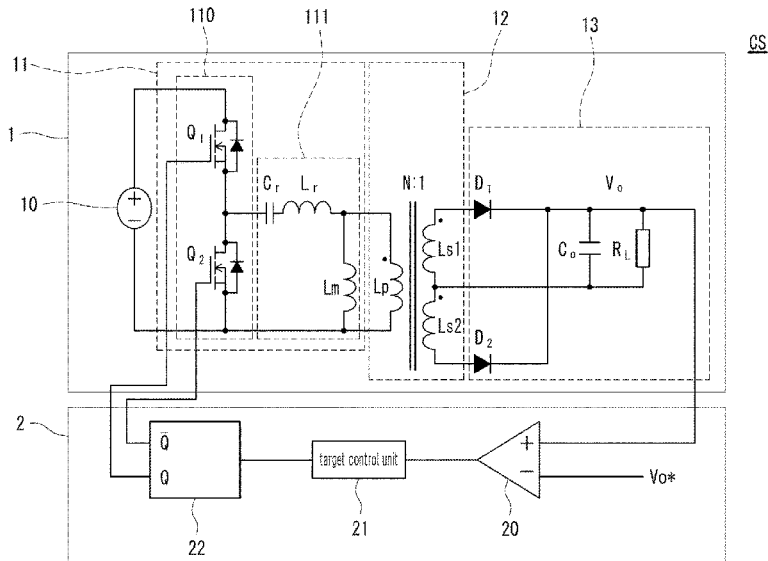 110
111
12
13
CS
11
1
Q₁
Cᵣ
Lᵣ
N:1
D₁
Vₒ
10
Q₂
Lm
Lp
Ls1
Cₒ
R_L
Ls2
D₂
2
Q̄
Q
target control unit
+
−
Vo*
22
21
20
+
−